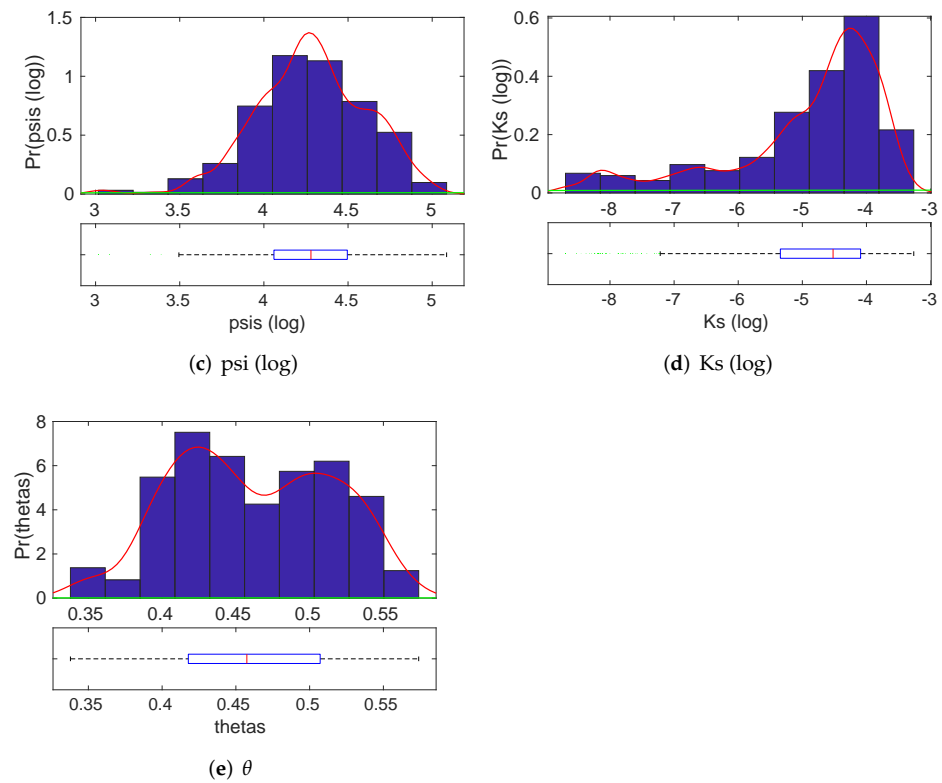 1.5
1
0.5
0
Pr(psis (log))
3 3.5 4 4.5 5
3 3.5 4 4.5 5
psis (log)
(c) psi (log)
0.6
0.4
0.2
0
Pr(Ks (log))
-8 -7 -6 -5 -4 -3
-8 -7 -6 -5 -4 -3
Ks (log)
(d) Ks (log)
8
6
4
2
0
Pr(thetas)
0.35 0.4 0.45 0.5 0.55
0.35 0.4 0.45 0.5 0.55
thetas
(e) θ